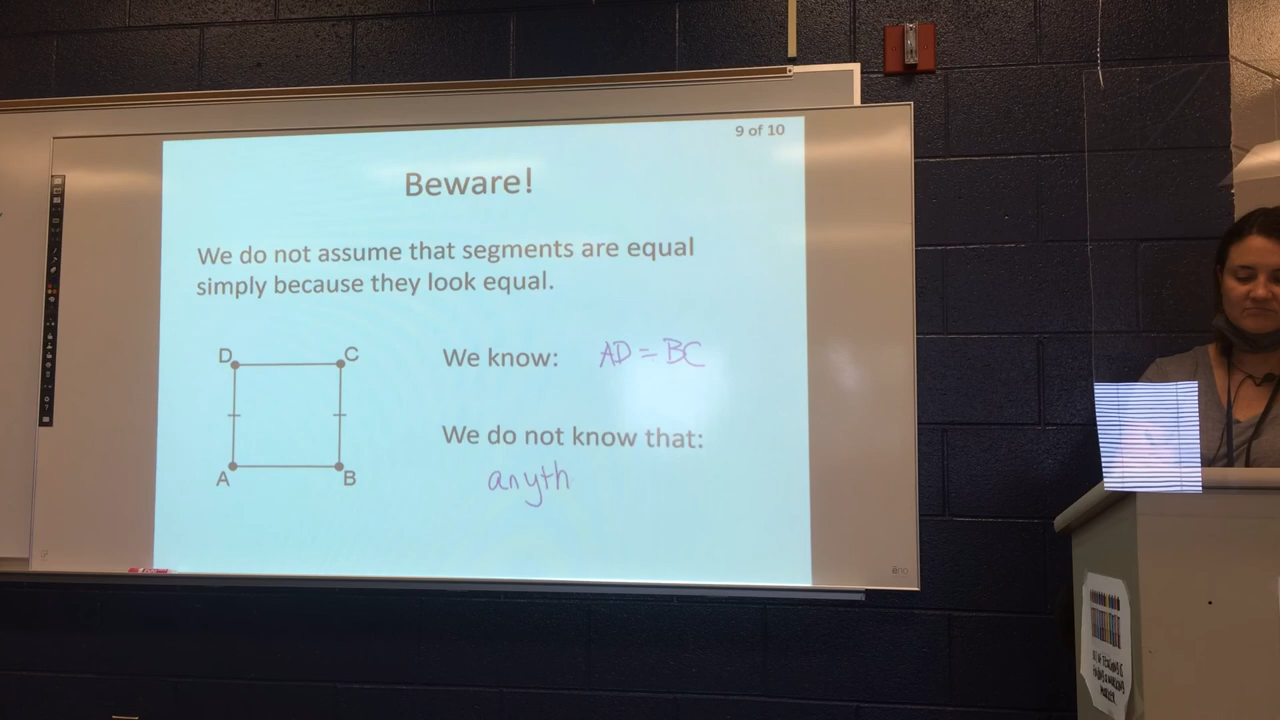 9 of 10
Beware!
We do not assume that segments are equal
simply because they look equal.
D
C
A
B
We know: AD = BC
We do not know that:
anyth
eno